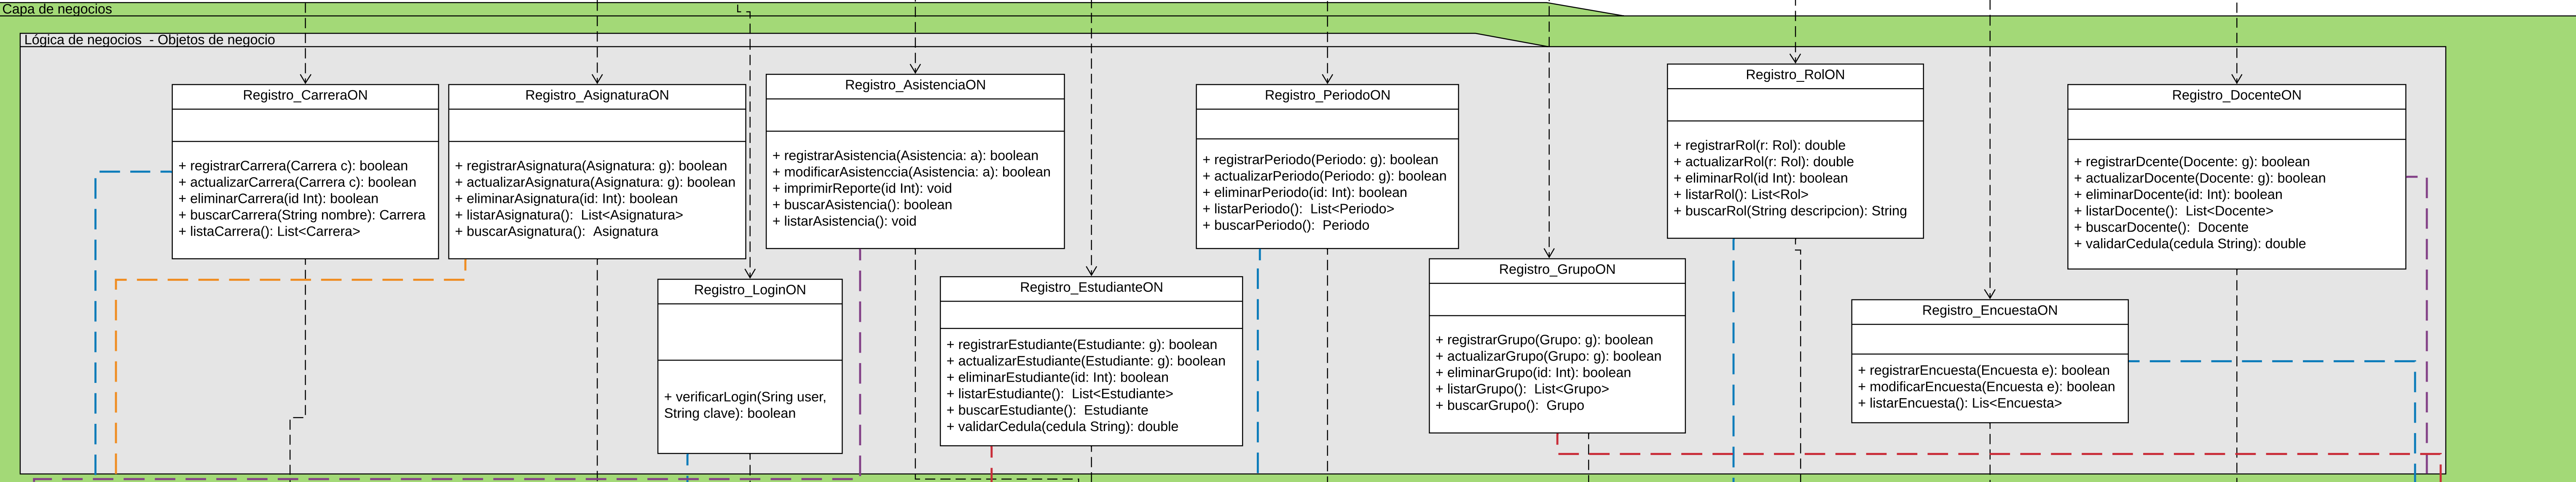 Capa de negocios
Lógica de negocios  - Objetos de negocio
Registro_CarreraON
+ registrarCarrera(Carrera c): boolean
+ actualizarCarrera(Carrera c): boolean
+ eliminarCarrera(id Int): boolean
+ buscarCarrera(String nombre): Carrera
+ listaCarrera(): List<Carrera>
Registro_AsignaturaON
+ registrarAsignatura(Asignatura: g): boolean
+ actualizarAsignatura(Asignatura: g): boolean
+ eliminarAsignatura(id: Int): boolean
+ listarAsignatura():  List<Asignatura>
+ buscarAsignatura():  Asignatura
Registro_LoginON
+ verificarLogin(Sring user,
String clave): boolean
Registro_AsistenciaON
+ registrarAsistencia(Asistencia: a): boolean
+ modificarAsistenccia(Asistencia: a): boolean
+ imprimirReporte(id Int): void
+ buscarAsistencia(): boolean
+ listarAsistencia(): void
Registro_EstudianteON
+ registrarEstudiante(Estudiante: g): boolean
+ actualizarEstudiante(Estudiante: g): boolean
+ eliminarEstudiante(id: Int): boolean
+ listarEstudiante():  List<Estudiante>
+ buscarEstudiante():  Estudiante
+ validarCedula(cedula String): double
Registro_PeriodoON
+ registrarPeriodo(Periodo: g): boolean
+ actualizarPeriodo(Periodo: g): boolean
+ eliminarPeriodo(id: Int): boolean
+ listarPeriodo():  List<Periodo>
+ buscarPeriodo():  Periodo
Registro_GrupoON
+ registrarGrupo(Grupo: g): boolean
+ actualizarGrupo(Grupo: g): boolean
+ eliminarGrupo(id: Int): boolean
+ listarGrupo():  List<Grupo>
+ buscarGrupo():  Grupo
Registro_RolON
+ registrarRol(r: Rol): double
+ actualizarRol(r: Rol): double
+ eliminarRol(id Int): boolean
+ listarRol(): List<Rol>
+ buscarRol(String descripcion): String
Registro_EncuestaON
+ registrarEncuesta(Encuesta e): boolean
+ modificarEncuesta(Encuesta e): boolean
+ listarEncuesta(): Lis<Encuesta>
Registro_DocenteON
+ registrarDcente(Docente: g): boolean
+ actualizarDocente(Docente: g): boolean
+ eliminarDocente(id: Int): boolean
+ listarDocente():  List<Docente>
+ buscarDocente():  Docente
+ validarCedula(cedula String): double